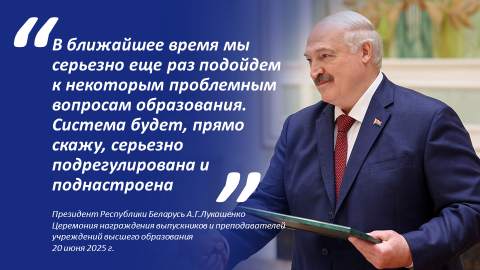 “
В ближайшее время мы
серьезно еще раз подойдем
к некоторым проблемным
вопросам образования.
Система будет, прямо
скажу, серьезно
подрегулирована и
поднастроена
”
Президент Республики Беларусь А.Г.Лукашенко
Церемония награждения выпускников и преподавателей
учреждений высшего образования
20 июня 2025 г.